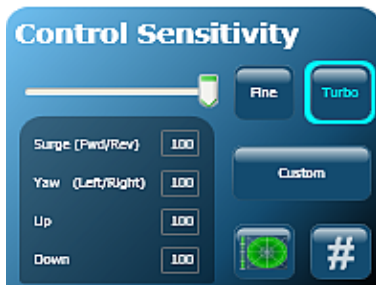 Control Sensitivity
Fine
Turbo
Surge (Fwd/Rev) 100
Yaw (Left/Right) 100
Up 100
Down 100
Custom
#